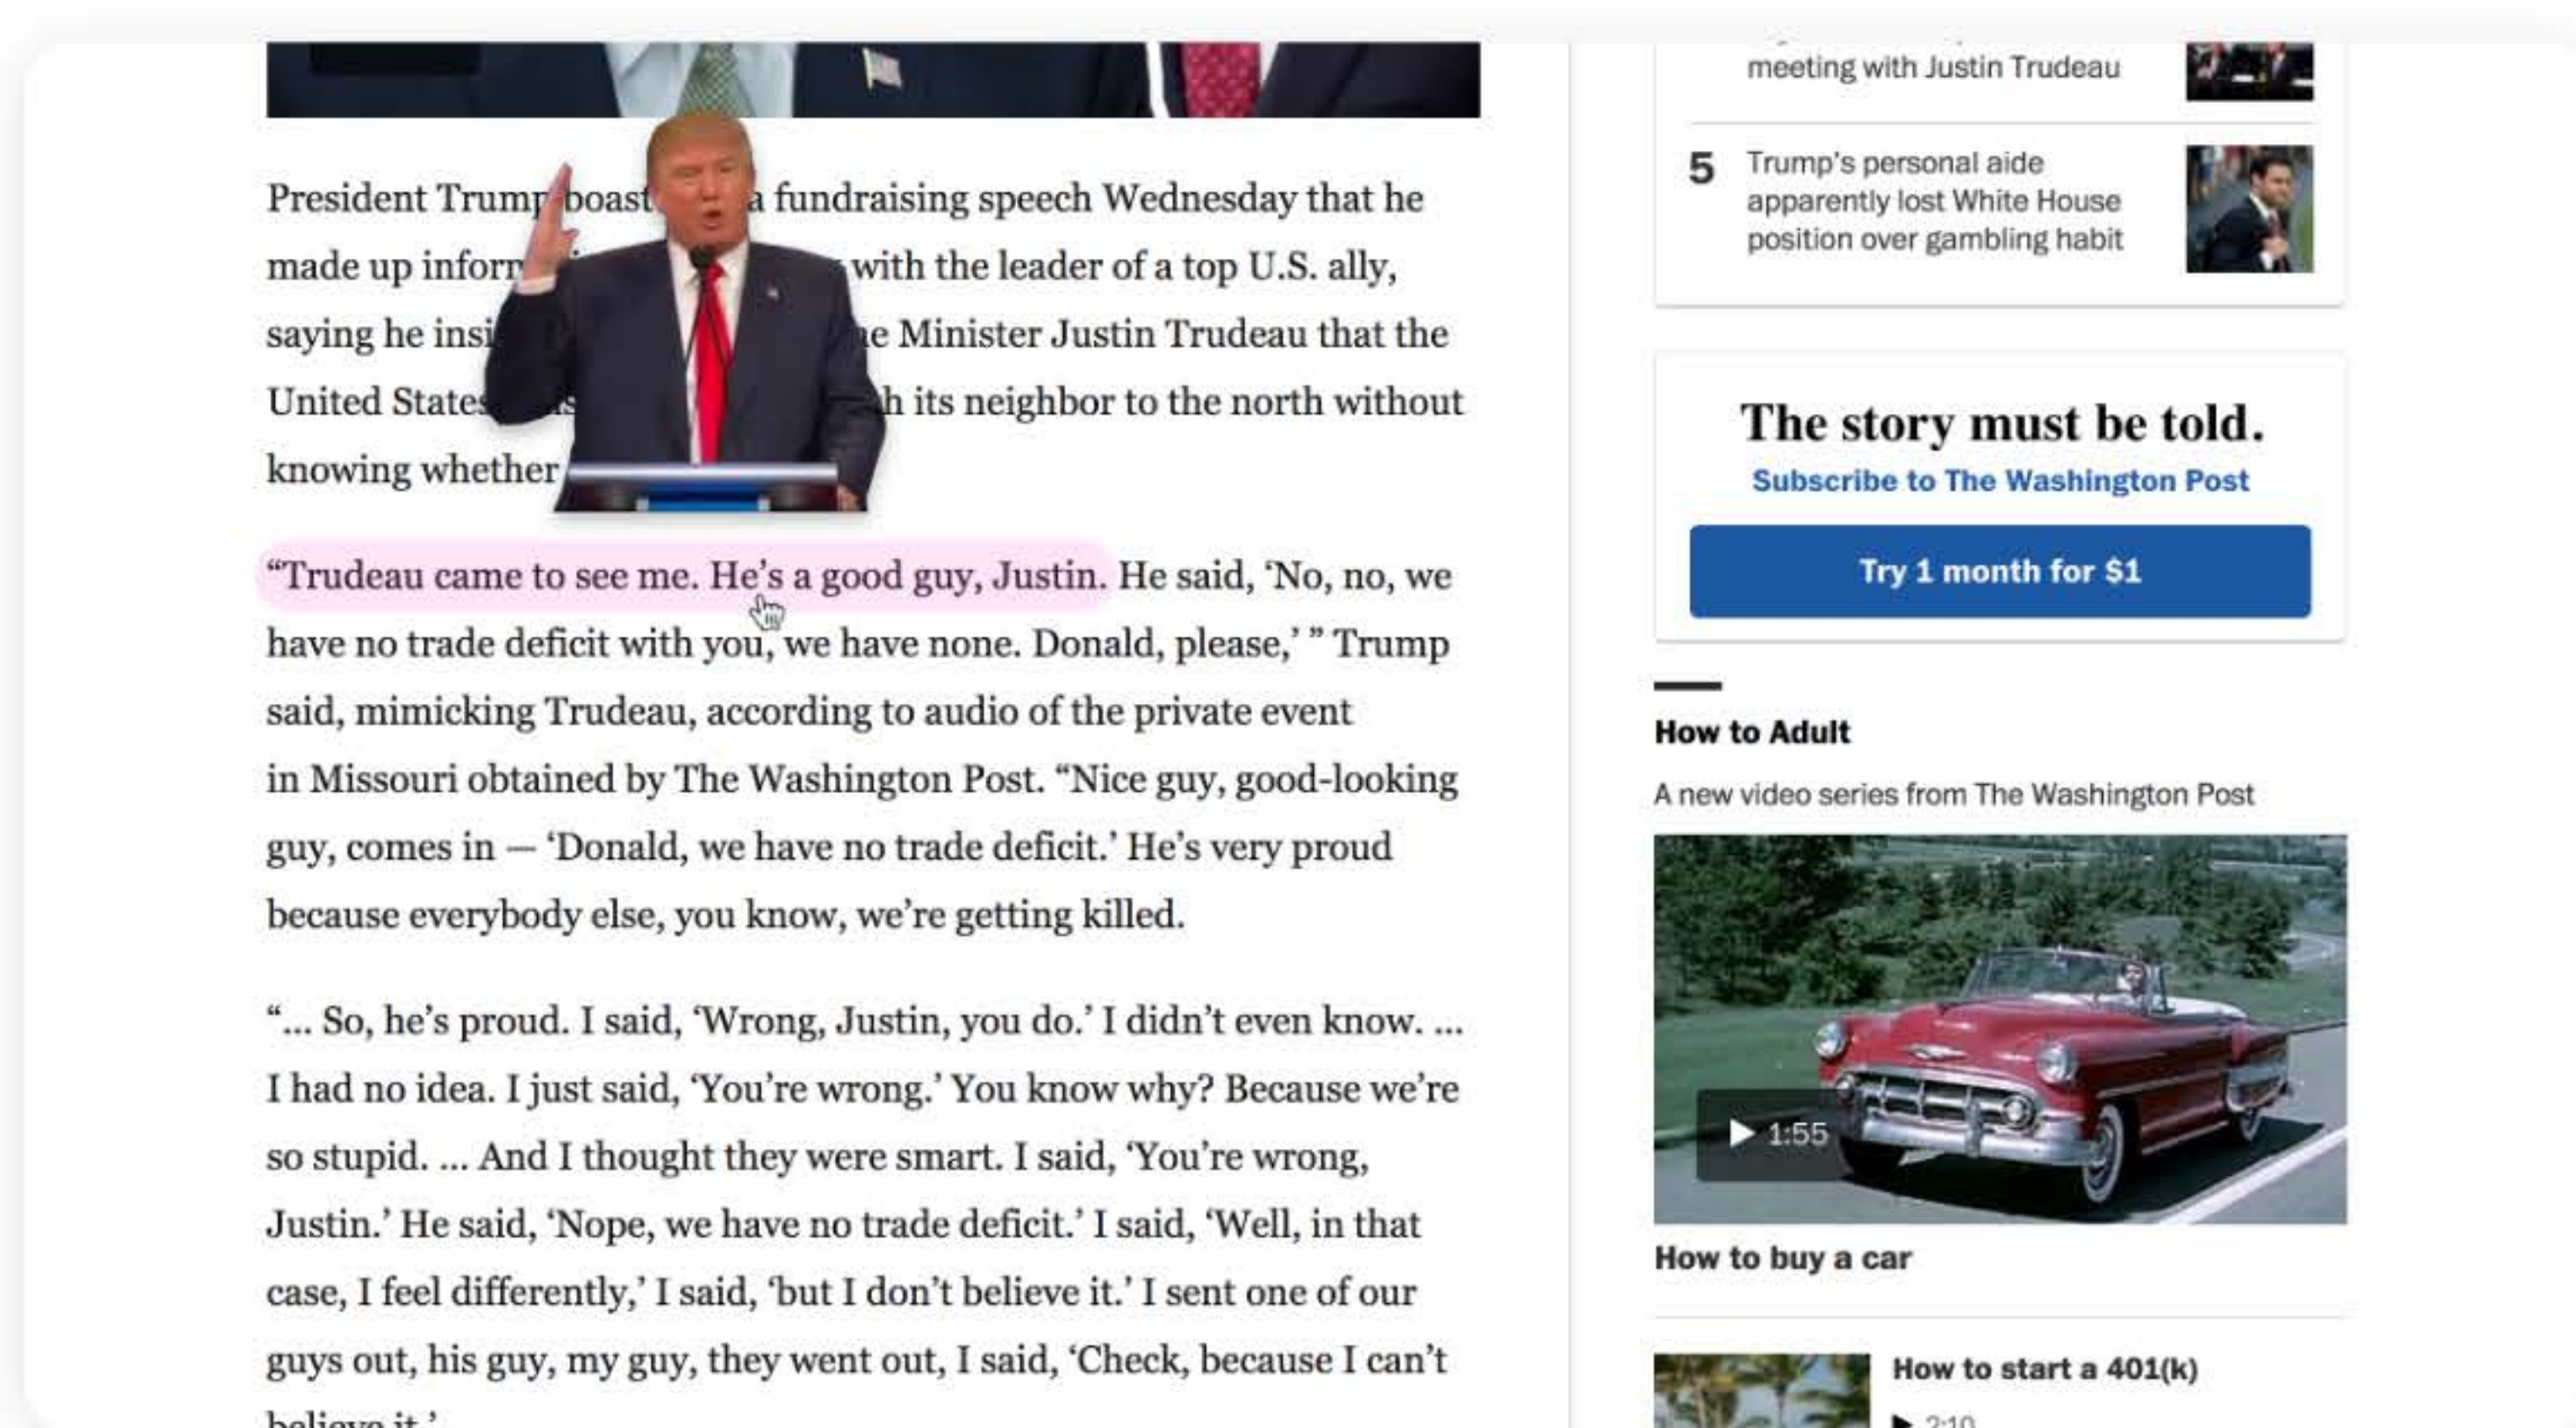 President Trump boast a fundraising speech Wednesday that he
made up with the leader of a top U.S. ally,
saying he Minister Justin Trudeau that the
United States its neighbor to the north without
knowing whether
“Trudeau came to see me. He’s a good guy, Justin. He said, ‘No, no, we
have no trade deficit with you, we have none. Donald, please,’ ” Trump
said, mimicking Trudeau, according to audio of the private event
in Missouri obtained by The Washington Post. “Nice guy, good-looking
guy, comes in — ‘Donald, we have no trade deficit.’ He’s very proud
because everybody else, you know, we’re getting killed.
“... So, he’s proud. I said, ‘Wrong, Justin, you do.’ I didn’t even know. ...
I had no idea. I just said, ‘You’re wrong.’ You know why? Because we’re
so stupid. ... And I thought they were smart. I said, ‘You’re wrong,
Justin.’ He said, ‘Nope, we have no trade deficit.’ I said, ‘Well, in that
case, I feel differently,’ I said, ‘but I don’t believe it.’ I sent one of our
guys out, his guy, my guy, they went out, I said, ‘Check, because I can’t
believe it.’
meeting with Justin Trudeau
5 Trump’s personal aide
apparently lost White House
position over gambling habit
The story must be told.
Subscribe to The Washington Post
Try 1 month for $1
How to Adult
A new video series from The Washington Post
1:55
How to buy a car
How to start a 401(k)
2:10